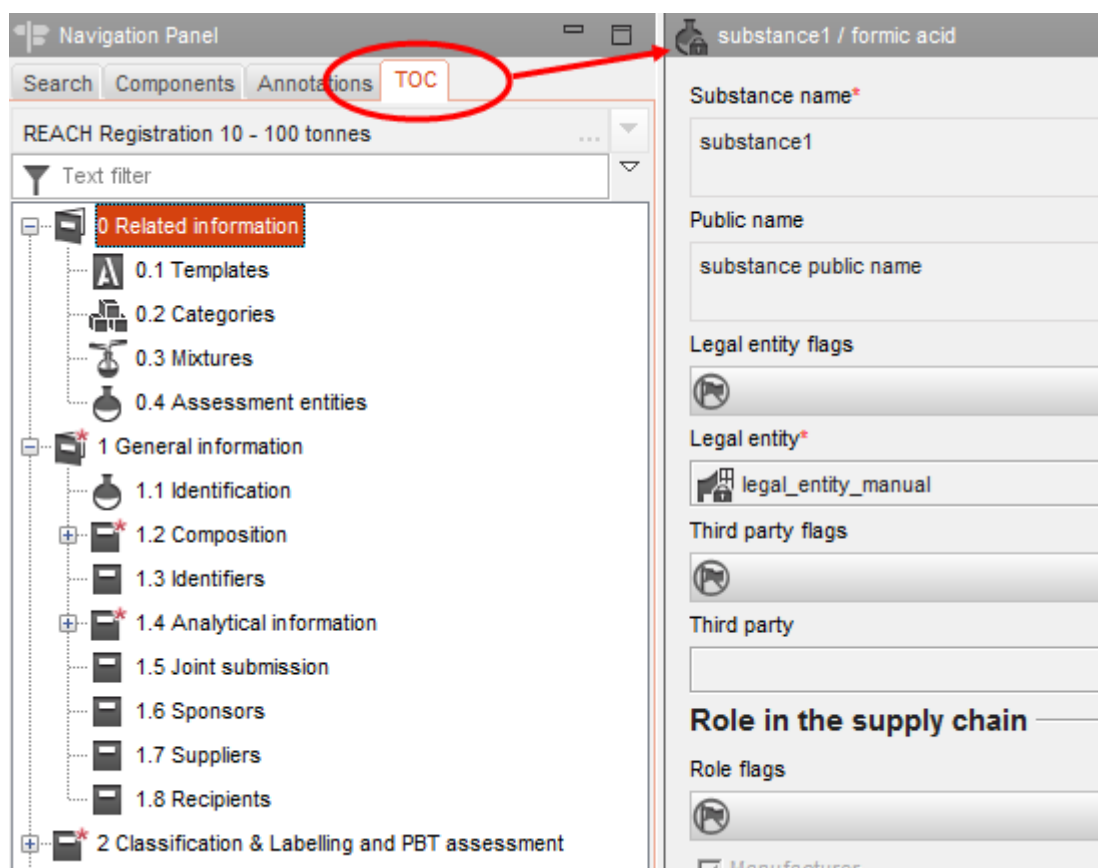 Navigation Panel
Search Components Annotations TOC
REACH Registration 10 - 100 tonnes ...
Text filter
0 Related information
0.1 Templates
0.2 Categories
0.3 Mixtures
0.4 Assessment entities
* 1 General information
1.1 Identification
* 1.2 Composition
1.3 Identifiers
* 1.4 Analytical information
1.5 Joint submission
1.6 Sponsors
1.7 Suppliers
1.8 Recipients
* 2 Classification & Labelling and PBT assessment
substance1 / formic acid
Substance name*
substance1
Public name
substance public name
Legal entity flags
Legal entity*
legal_entity_manual
Third party flags
Third party
Role in the supply chain
Role flags
Manufacturer